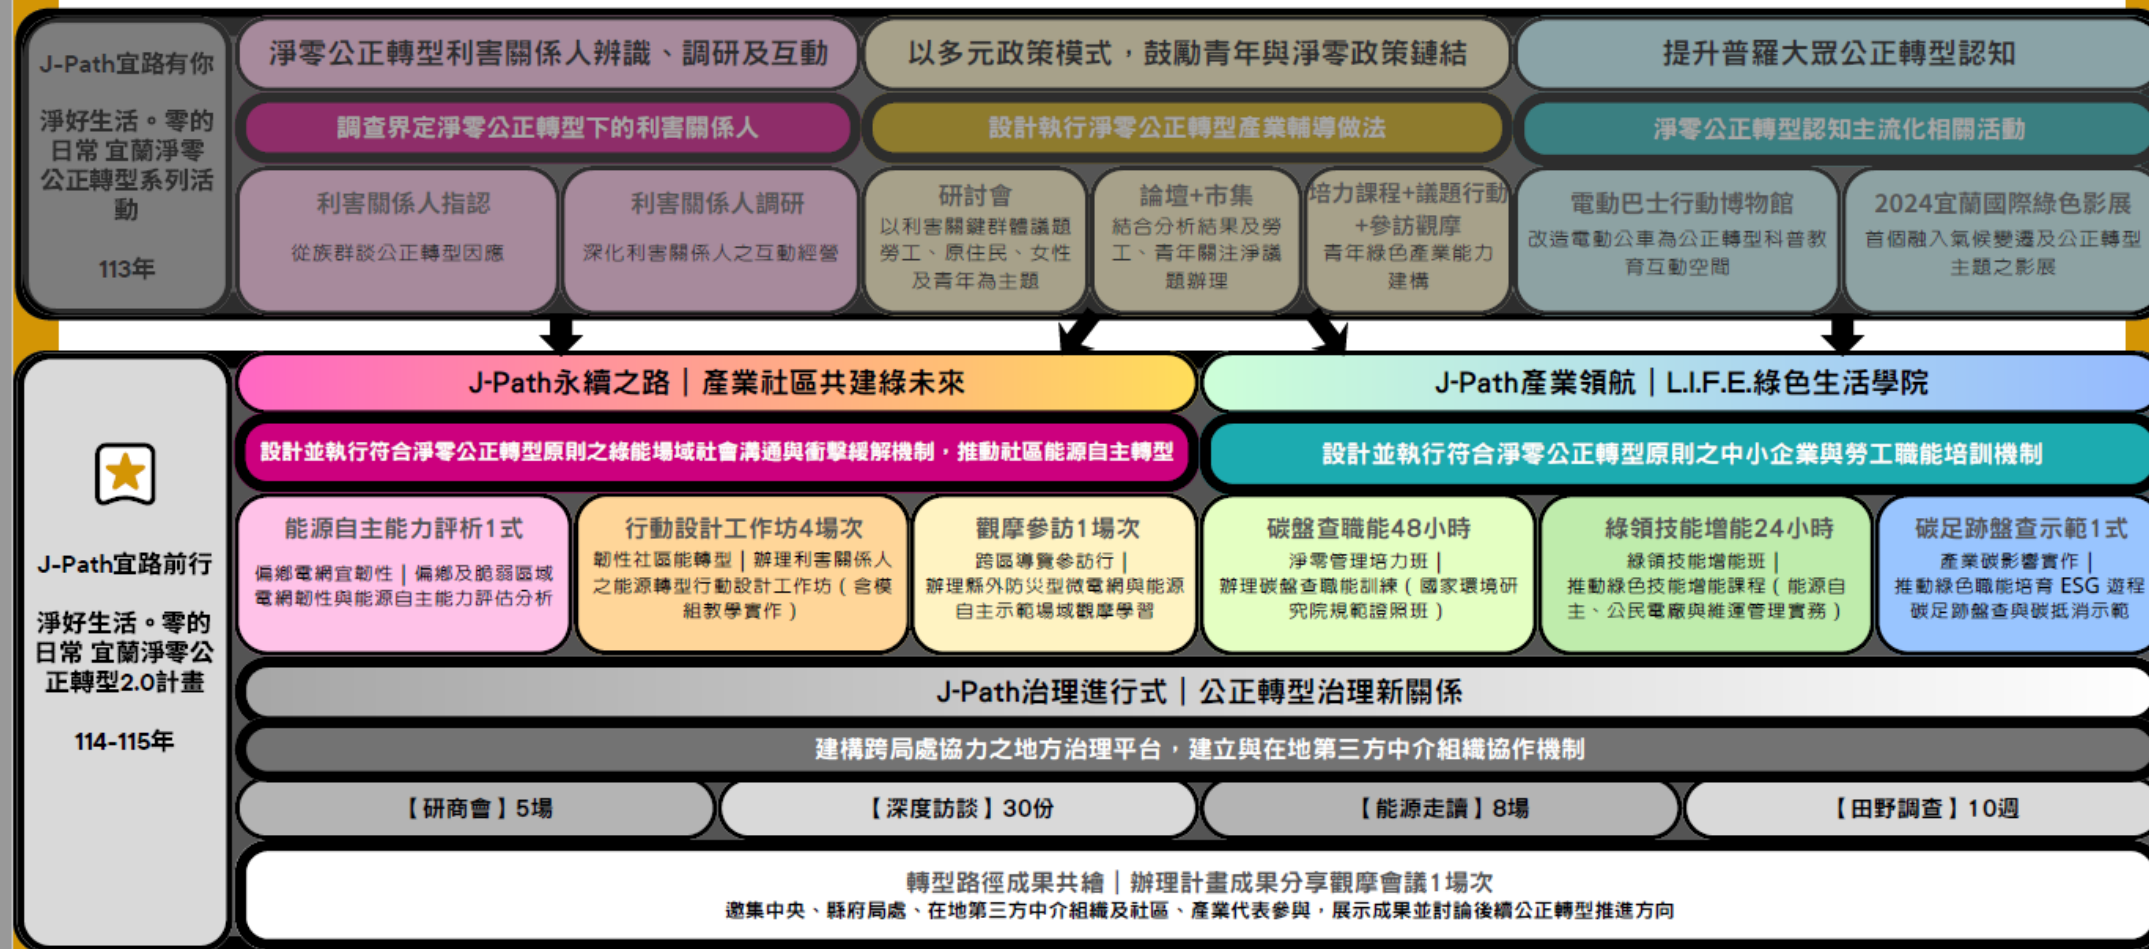 J-Path宜路有你
淨好生活。零的
日常 宜蘭淨零
公正轉型系列活
動
113年
淨零公正轉型利害關係人辨識、調研及互動
以多元政策模式，鼓勵青年與淨零政策鏈結
提升普羅大眾公正轉型認知
調查界定淨零公正轉型下的利害關係人
設計執行淨零公正轉型產業輔導做法
淨零公正轉型認知主流化相關活動
利害關係人指認
從族群談公正轉型因應
利害關係人調研
深化利害關係人之互動經營
研討會
以利害關鍵群體議題
勞工、原住民、女性
及青年為主題
論壇+市集
結合分析結果及勞
工、青年關注淨議
題辦理
培力課程+議題行動
+參訪觀摩
青年綠色產業能力
建構
電動巴士行動博物館
改造電動公車為公正轉型科普教
育互動空間
2024宜蘭國際綠色影展
首個融入氣候變遷及公正轉型
主題之影展
J-Path宜路前行
淨好生活。零的
日常 宜蘭淨零公
正轉型2.0計畫
114-115年
J-Path永續之路｜產業社區共建綠未來
J-Path產業領航｜L.I.F.E.綠色生活學院
設計並執行符合淨零公正轉型原則之綠能場域社會溝通與衝擊緩解機制，推動社區能源自主轉型
設計並執行符合淨零公正轉型原則之中小企業與勞工職能培訓機制
能源自主能力評析1式
偏鄉電網宜韌性｜偏鄉及脆弱區域
電網韌性與能源自主能力評估分析
行動設計工作坊4場次
韌性社區能轉型｜辦理利害關係人
之能源轉型行動設計工作坊（含模
組教學實作）
觀摩參訪1場次
跨區導覽參訪行｜
辦理縣外防災型微電網與能源
自主示範場域觀摩學習
碳盤查職能48小時
淨零管理培力班｜
辦理碳盤查職能訓練（國家環境研
究院規範證照班）
綠領技能增能24小時
綠領技能增能班｜
推動綠色技能增能課程（能源自
主、公民電廠與維運管理實務）
碳足跡盤查示範1式
產業碳影響實作｜
推動綠色職能培育 ESG 遊程
碳足跡盤查與碳抵消示範
J-Path治理進行式｜公正轉型治理新關係
建構跨局處協力之地方治理平台，建立與在地第三方中介組織協作機制
【研商會】5場
【深度訪談】30份
【能源走讀】8場
【田野調查】10週
轉型路徑成果共繪｜辦理計畫成果分享觀摩會議1場次
邀集中央、縣府局處、在地第三方中介組織及社區、產業代表參與，展示成果並討論後續公正轉型推進方向